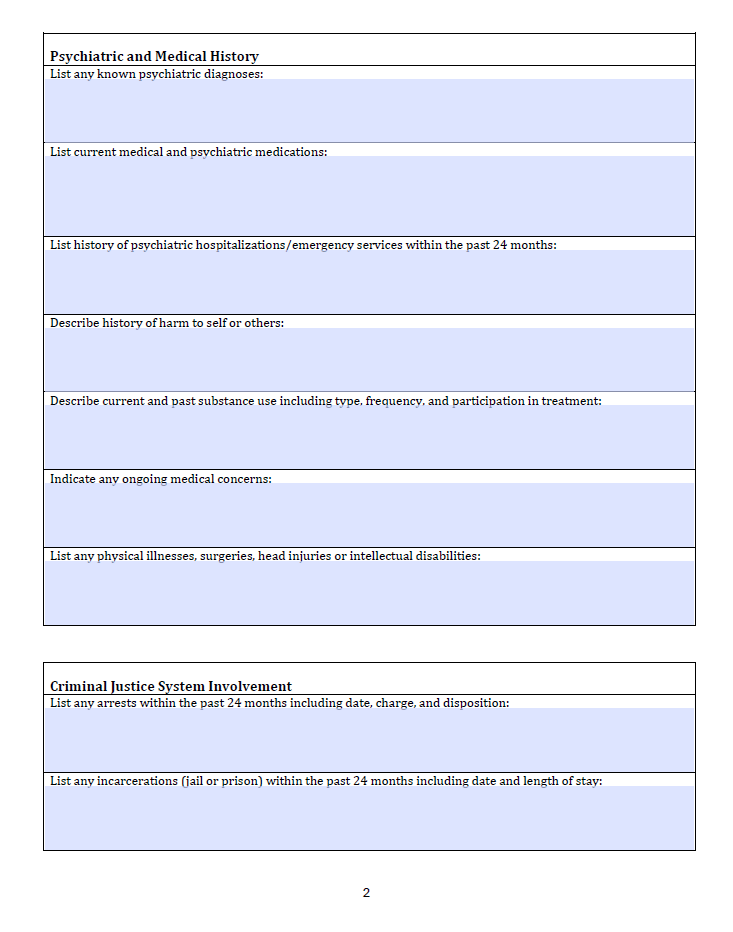 Psychiatric and Medical History
List any known psychiatric diagnoses:
List current medical and psychiatric medications:
List history of psychiatric hospitalizations/emergency services within the past 24 months:
Describe history of harm to self or others:
Describe current and past substance use including type, frequency, and participation in treatment:
Indicate any ongoing medical concerns:
List any physical illnesses, surgeries, head injuries or intellectual disabilities:
Criminal Justice System Involvement
List any arrests within the past 24 months including date, charge, and disposition:
List any incarcerations (jail or prison) within the past 24 months including date and length of stay:
2